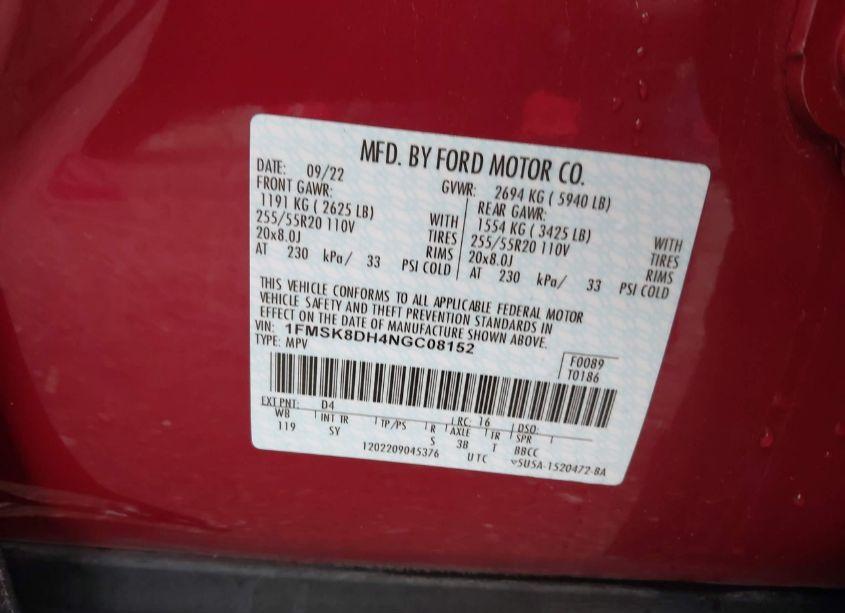 MFD. BY FORD MOTOR CO.
DATE: 09/22 GVWR: 2694 KG ( 5940 LB)
FRONT GAWR: REAR GAWR:
1191 KG ( 2625 LB) WITH 1554 KG ( 3425 LB) WITH
255/55R20 110V TIRES 255/55R20 110V TIRES
20x8.0J RIMS 20x8.0J RIMS
AT 230 kPa/ 33 PSI COLD AT 230 kPa/ 33 PSI COLD
THIS VEHICLE CONFORMS TO ALL APPLICABLE FEDERAL MOTOR
VEHICLE SAFETY AND THEFT PREVENTION STANDARDS IN
EFFECT ON THE DATE OF MANUFACTURE SHOWN ABOVE.
VIN: 1FMSK8DH4NGC08152
TYPE: MPV
F0089
T0186
EXT PNT: D4 RC: 16 DSO:
WB INT TR TP/PS R AXLE TR SPR
119 SY S 3B T BBCC
1202209045376 UTC 5U5A-1520472-BA